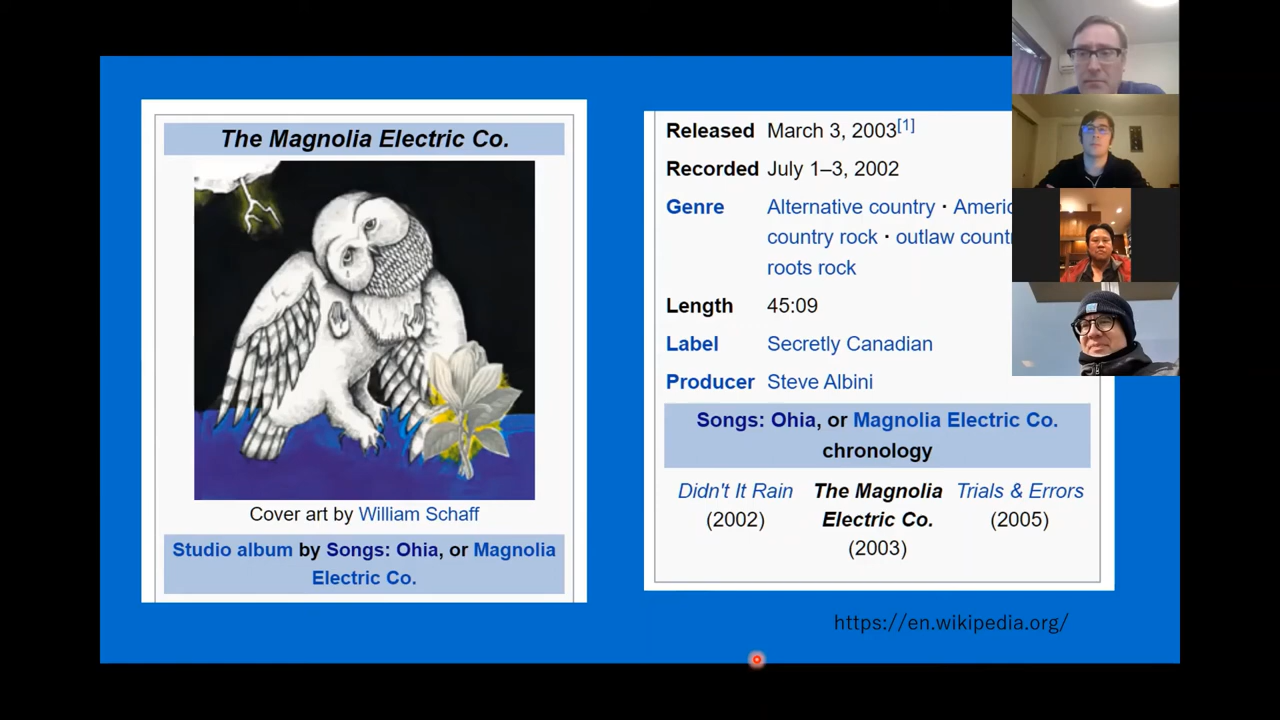 The Magnolia Electric Co.
Cover art by William Schaff
Studio album by Songs: Ohia, or Magnolia
Electric Co.
Released March 3, 2003[1]
Recorded July 1–3, 2002
Genre Alternative country ·
country rock · outlaw
roots rock
Length 45:09
Label Secretly Canadian
Producer Steve Albini
Songs: Ohia, or Magnolia Electric Co.
chronology
Didn't It Rain The Magnolia Trials & Errors
(2002) Electric Co. (2005)
(2003)
https://en.wikipedia.org/